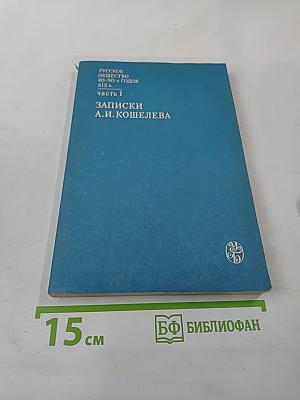 РУССКОЕ
ОБЩЕСТВО
40–50-х ГОДОВ
XIX в.
часть I
ЗАПИСКИ
А.И.КОШЕЛЕВА
15 см
БФ БИБЛИОФАН